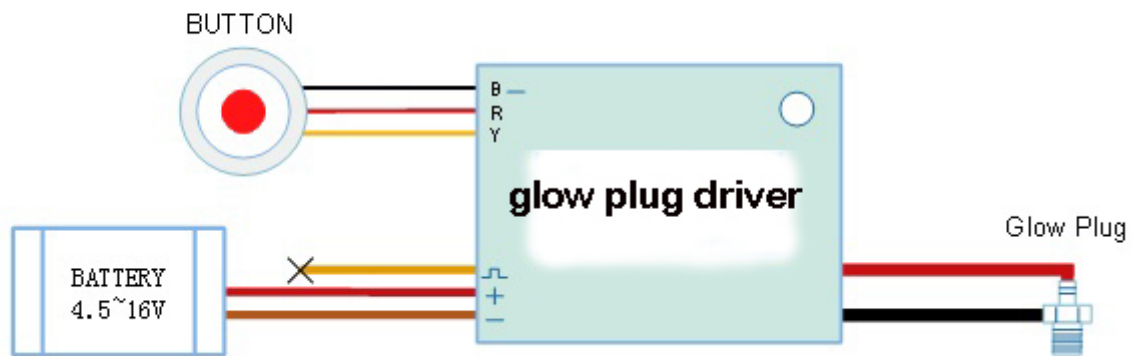 BUTTON
B —
R
Y
glow plug driver
Glow Plug
BATTERY
4.5~16V
+
−